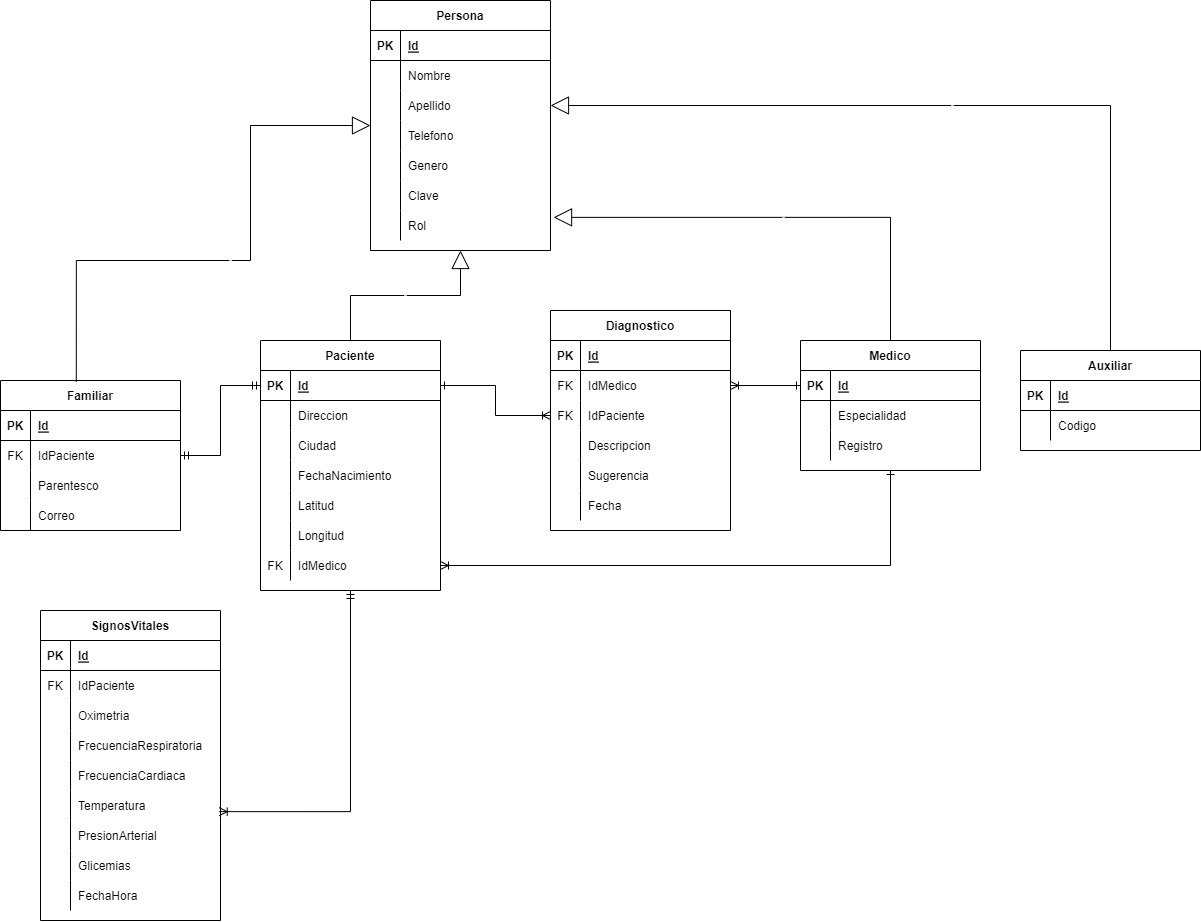 Persona
PK Id
Nombre
Apellido
Telefono
Genero
Clave
Rol
Familiar
PK Id
FK IdPaciente
Parentesco
Correo
Paciente
PK Id
Direccion
Ciudad
FechaNacimiento
Latitud
Longitud
FK IdMedico
Diagnostico
PK Id
FK IdMedico
FK IdPaciente
Descripcion
Sugerencia
Fecha
Medico
PK Id
Especialidad
Registro
Auxiliar
PK Id
Codigo
SignosVitales
PK Id
FK IdPaciente
Oximetria
FrecuenciaRespiratoria
FrecuenciaCardiaca
Temperatura
PresionArterial
Glicemias
FechaHora